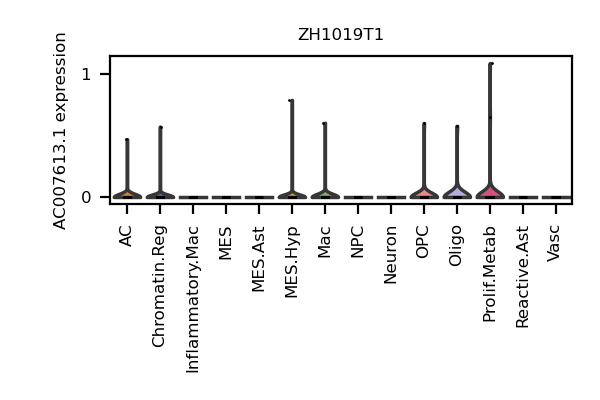 ZH1019T1
AC007613.1 expression
1
0
AC
Chromatin.Reg
Inflammatory.Mac
MES
MES.Ast
MES.Hyp
Mac
NPC
Neuron
OPC
Oligo
Prolif.Metab
Reactive.Ast
Vasc